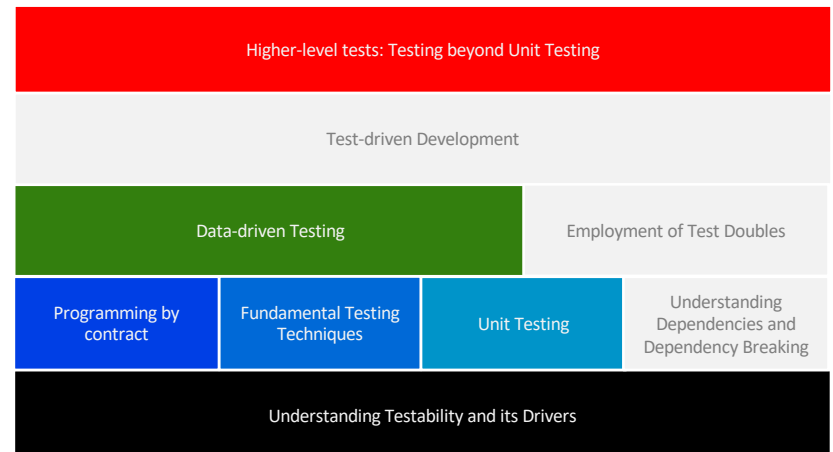 Higher-level tests: Testing beyond Unit Testing
Test-driven Development
Data-driven Testing
Employment of Test Doubles
Programming by
contract
Fundamental Testing
Techniques
Unit Testing
Understanding
Dependencies and
Dependency Breaking
Understanding Testability and its Drivers